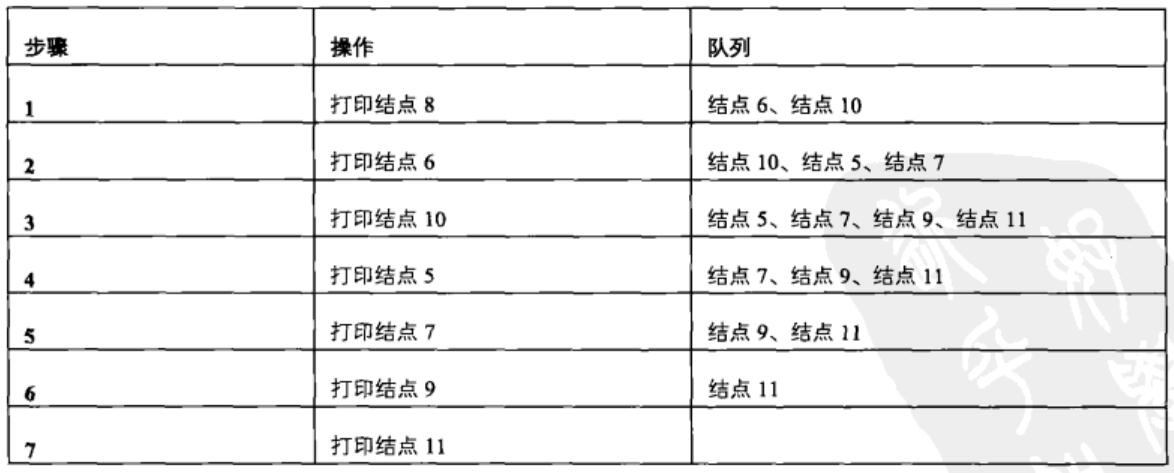 步骤 操作 队列
1 打印结点 8 结点 6、结点 10
2 打印结点 6 结点 10、结点 5、结点 7
3 打印结点 10 结点 5、结点 7、结点 9、结点 11
4 打印结点 5 结点 7、结点 9、结点 11
5 打印结点 7 结点 9、结点 11
6 打印结点 9 结点 11
7 打印结点 11